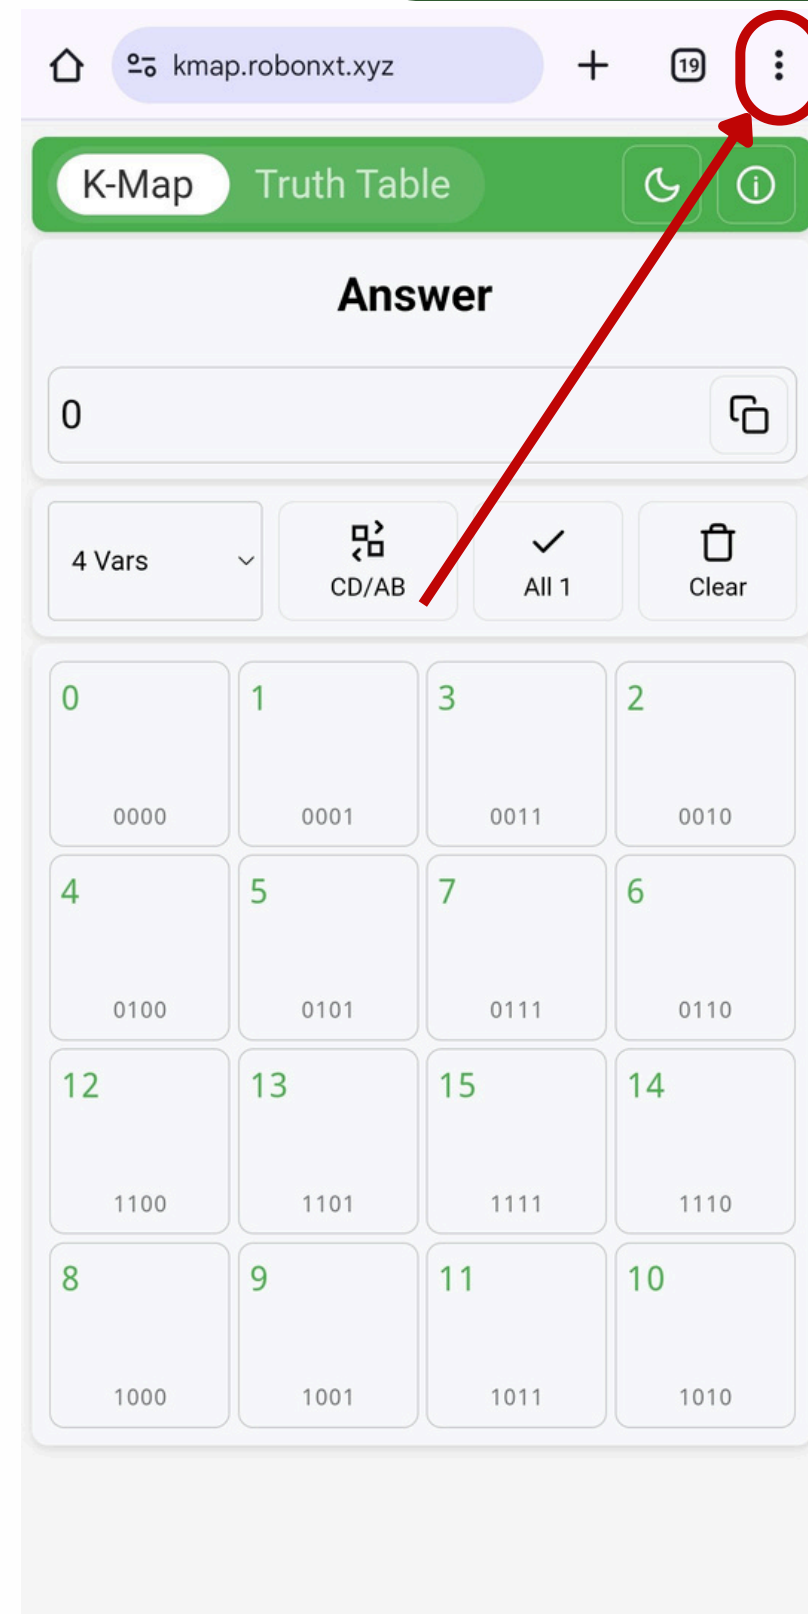 kmap.robonxt.xyz 19
K-Map Truth Table
Answer
0
4 Vars CD/AB All 1 Clear
0 1 3 2
0000 0001 0011 0010
4 5 7 6
0100 0101 0111 0110
12 13 15 14
1100 1101 1111 1110
8 9 11 10
1000 1001 1011 1010